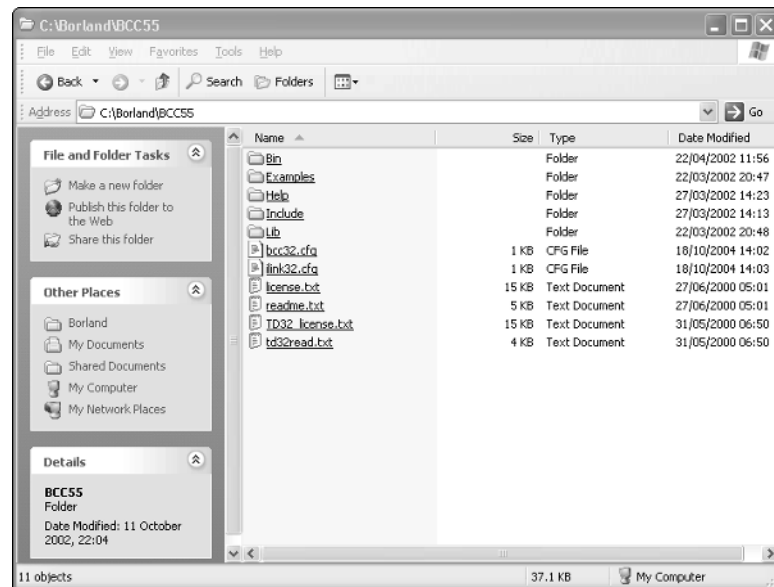 C:\Borland\BCC55
File Edit View Favorites Tools Help
Back Search Folders
Address C:\Borland\BCC55 Go
File and Folder Tasks
Make a new folder
Publish this folder to
the Web
Share this folder
Other Places
Borland
My Documents
Shared Documents
My Computer
My Network Places
Details
BCC55
Folder
Date Modified: 11 October
2002, 22:04
Name Size Type Date Modified
Bin Folder 22/04/2002 11:56
Examples Folder 22/03/2002 20:47
Help Folder 27/03/2002 14:23
Include Folder 27/03/2002 14:13
Lib Folder 22/03/2002 20:48
bcc32.cfg 1 KB CFG File 18/10/2004 14:02
ilink32.cfg 1 KB CFG File 18/10/2004 14:03
license.txt 15 KB Text Document 27/06/2000 05:01
readme.txt 5 KB Text Document 27/06/2000 05:01
TD32_license.txt 15 KB Text Document 31/05/2000 06:50
td32read.txt 4 KB Text Document 31/05/2000 06:50
11 objects 37.1 KB My Computer